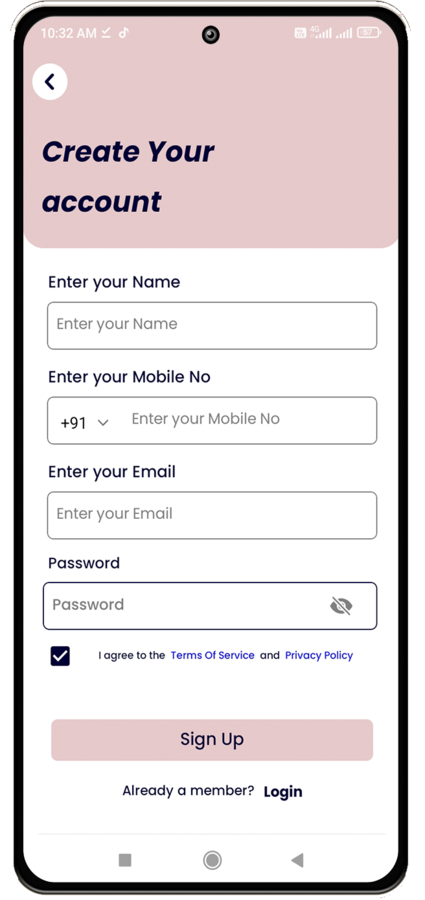 10:32 AM 4G 87
Create Your
account
Enter your Name
Enter your Name
Enter your Mobile No
+91 Enter your Mobile No
Enter your Email
Enter your Email
Password
Password
I agree to the Terms Of Service and Privacy Policy
Sign Up
Already a member? Login